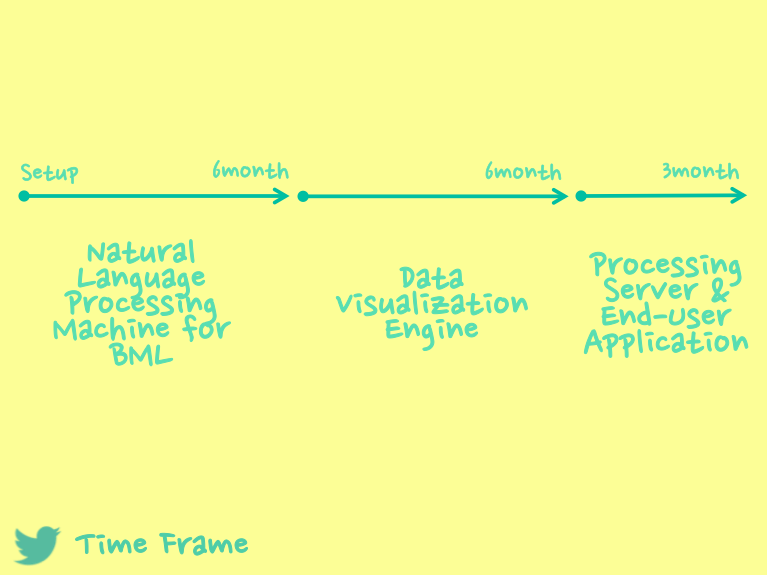 Setup
6month
6month
3month
Natural
Language
Processing
Machine for
BML
Data
Visualization
Engine
Processing
Server &
End-user
Application
Time Frame